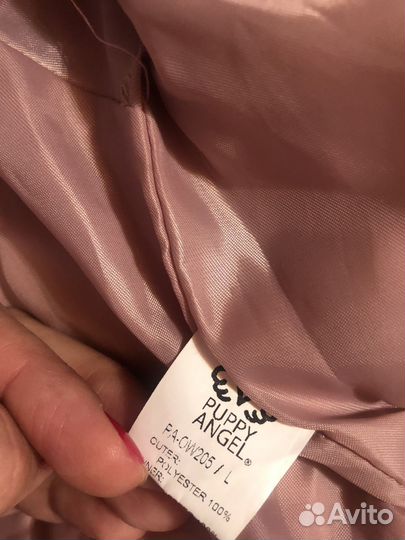 PUPPY
ANGEL®
PA-OW205 / L
OUTER:
POLYESTER 100%
Avito